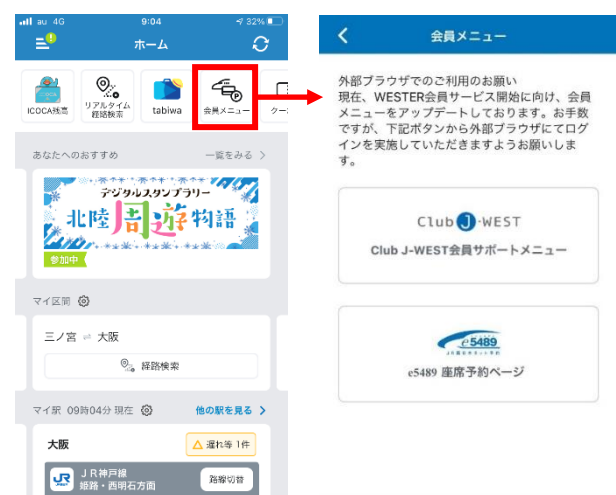 au 4G
9:04
32%
ホーム
ICOCA残高
リアルタイム
経路検索
tabiwa
会員メニュー
クー
あなたへのおすすめ
一覧をみる
デジタルスタンプラリー
北陸周遊物語
参加中
マイ区間
三ノ宮 ⇌ 大阪
経路検索
マイ駅 09時04分 現在
他の駅を見る
大阪
遅れ等 1件
JR
JR神戸線
姫路・西明石方面
路線切替
会員メニュー
外部ブラウザでのご利用のお願い
現在、WESTER会員サービス開始に向け、会員
メニューをアップデートしております。お手数
ですが、下記ボタンから外部ブラウザにてログ
インを実施していただきますようお願いしま
す。
Club J-WEST
Club J-WEST会員サポートメニュー
e5489
JR西日本ネット予約
e5489 座席予約ページ